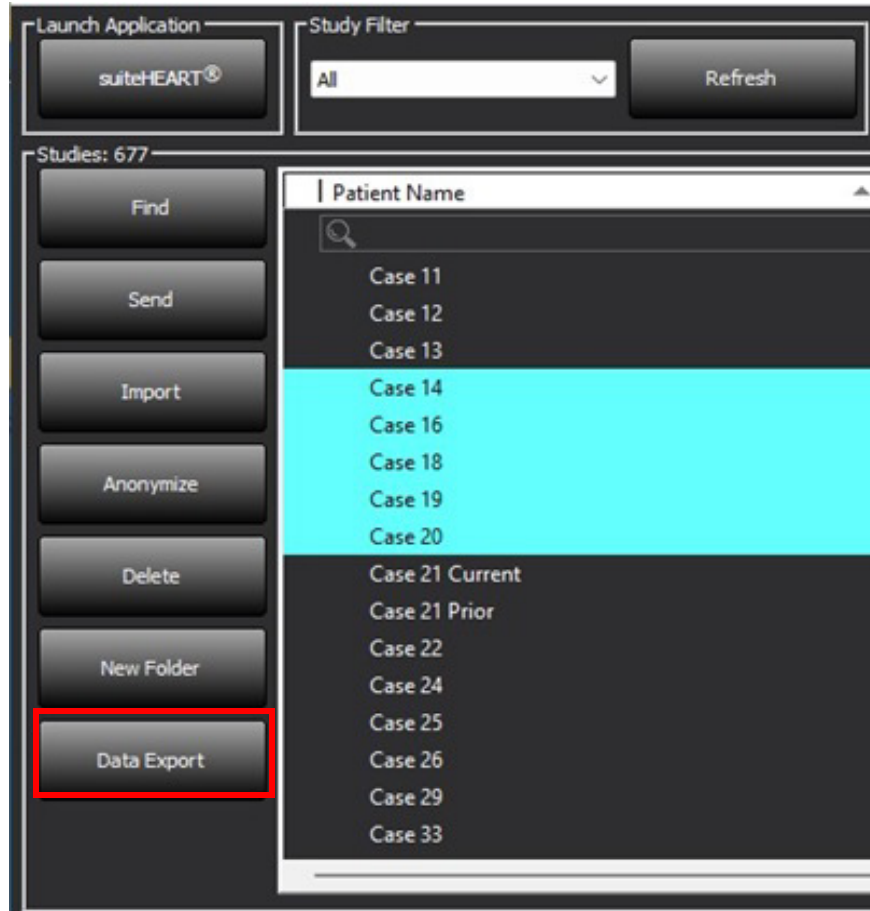 Launch Application
suiteHEART®
Study Filter
All
Refresh
Studies: 677
Find
Send
Import
Anonymize
Delete
New Folder
Data Export
Patient Name
Case 11
Case 12
Case 13
Case 14
Case 16
Case 18
Case 19
Case 20
Case 21 Current
Case 21 Prior
Case 22
Case 24
Case 25
Case 26
Case 29
Case 33